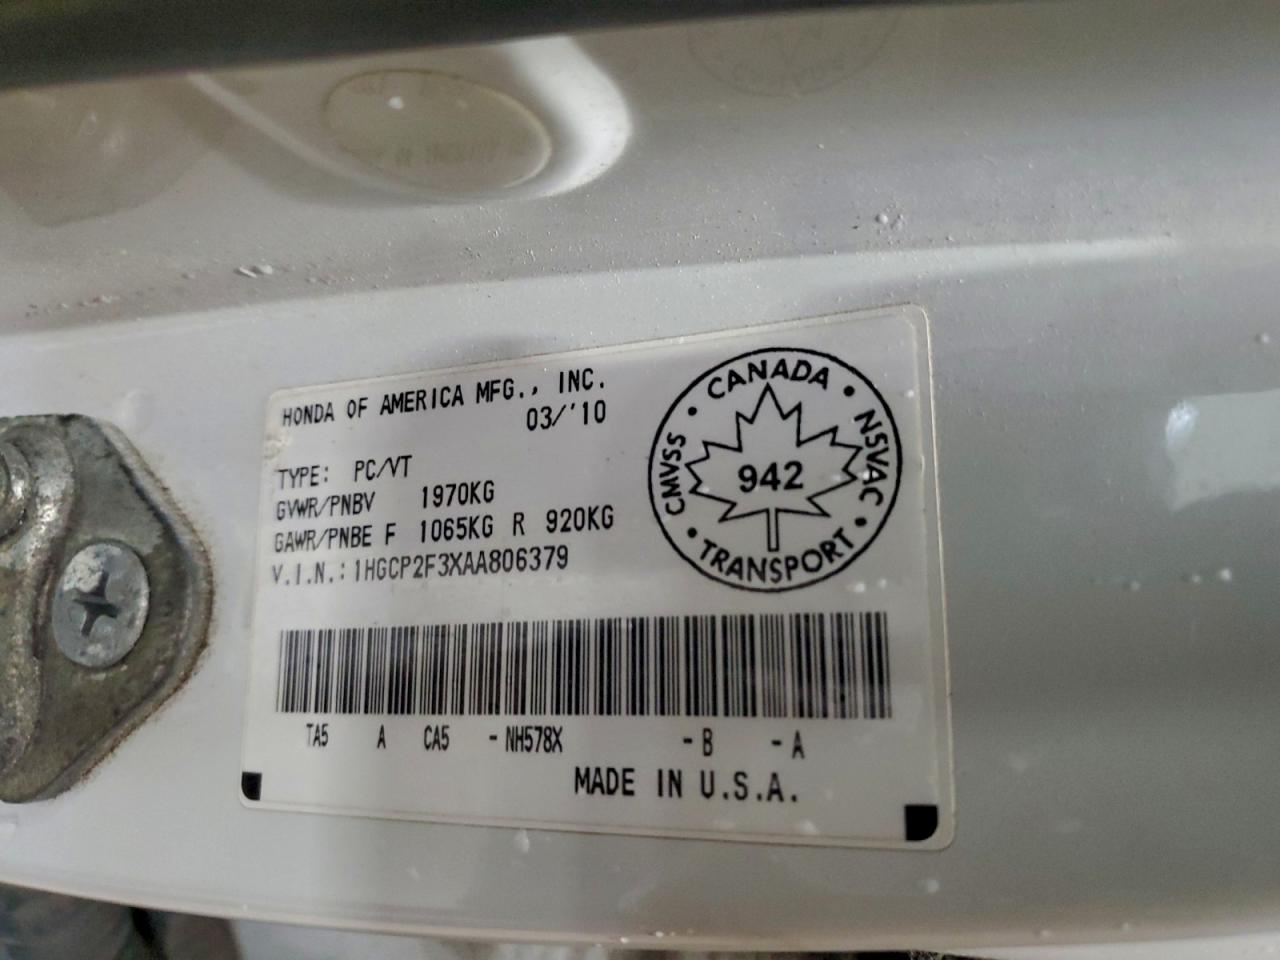 HONDA OF AMERICA MFG., INC.
03/'10
TYPE: PC/VT
GVWR/PNBV 1970KG
GAWR/PNBE F 1065KG R 920KG
V.I.N.: 1HGCP2F3XAA806379
CANADA • NSVAC • TRANSPORT • CMVSS •
942
TA5 A CA5 - NH578X - B - A
MADE IN U.S.A.